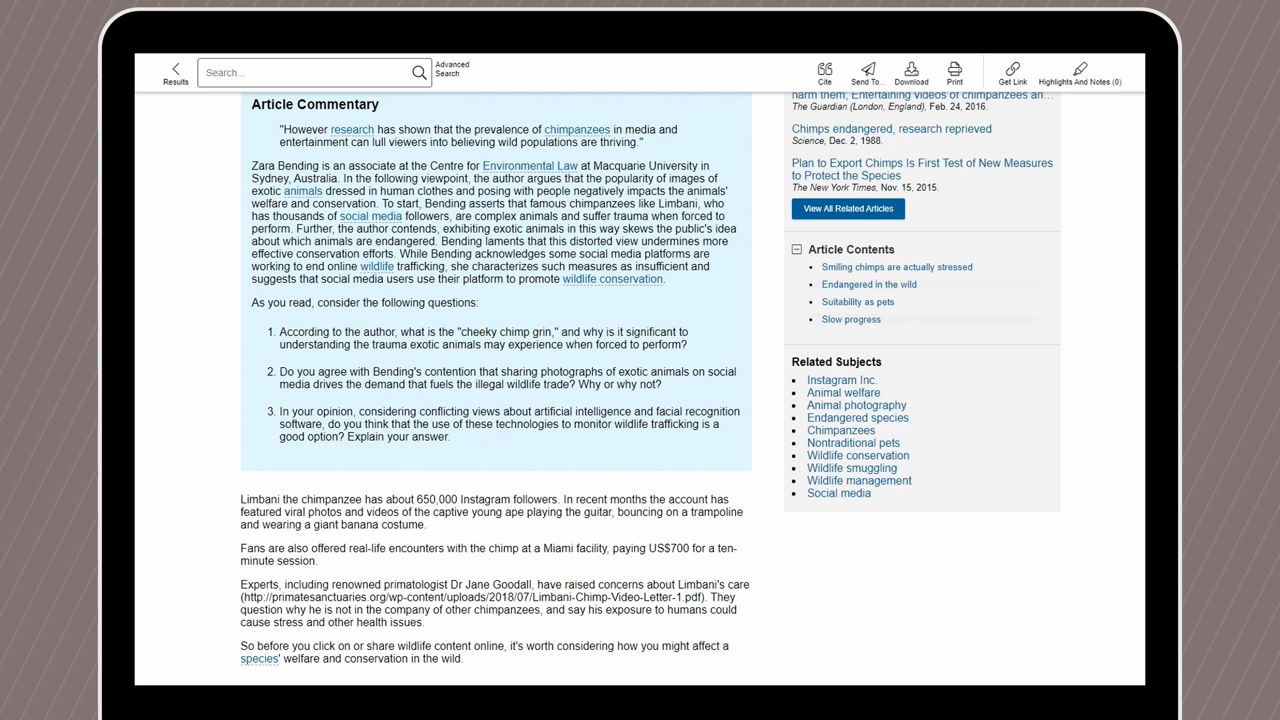 Results
Search...
Advanced
Search
Cite
Send To...
Download
Print
Get Link
Highlights And Notes (0)
Article Commentary
"However research has shown that the prevalence of chimpanzees in media and
entertainment can lull viewers into believing wild populations are thriving."
Zara Bending is an associate at the Centre for Environmental Law at Macquarie University in
Sydney, Australia. In the following viewpoint, the author argues that the popularity of images of
exotic animals dressed in human clothes and posing with people negatively impacts the animals'
welfare and conservation. To start, Bending asserts that famous chimpanzees like Limbani, who
has thousands of social media followers, are complex animals and suffer trauma when forced to
perform. Further, the author contends, exhibiting exotic animals in this way skews the public's idea
about which animals are endangered. Bending laments that this distorted view undermines more
effective conservation efforts. While Bending acknowledges some social media platforms are
working to end online wildlife trafficking, she characterizes such measures as insufficient and
suggests that social media users use their platform to promote wildlife conservation.
As you read, consider the following questions:
1. According to the author, what is the "cheeky chimp grin," and why is it significant to
understanding the trauma exotic animals may experience when forced to perform?
2. Do you agree with Bending's contention that sharing photographs of exotic animals on social
media drives the demand that fuels the illegal wildlife trade? Why or why not?
3. In your opinion, considering conflicting views about artificial intelligence and facial recognition
software, do you think that the use of these technologies to monitor wildlife trafficking is a
good option? Explain your answer.
Limbani the chimpanzee has about 650,000 Instagram followers. In recent months the account has
featured viral photos and videos of the captive young ape playing the guitar, bouncing on a trampoline
and wearing a giant banana costume.
Fans are also offered real-life encounters with the chimp at a Miami facility, paying US$700 for a ten-
minute session.
Experts, including renowned primatologist Dr Jane Goodall, have raised concerns about Limbani's care
(http://primatesanctuaries.org/wp-content/uploads/2018/07/Limbani-Chimp-Video-Letter-1.pdf). They
question why he is not in the company of other chimpanzees, and say his exposure to humans could
cause stress and other health issues.
So before you click on or share wildlife content online, it's worth considering how you might affect a
species' welfare and conservation in the wild.
harm them; Entertaining videos of chimpanzees an...
The Guardian (London, England), Feb. 24, 2016.
Chimps endangered, research reprieved
Science, Dec. 2, 1988.
Plan to Export Chimps Is First Test of New Measures
to Protect the Species
The New York Times, Nov. 15, 2015.
View All Related Articles
Article Contents
Smiling chimps are actually stressed
Endangered in the wild
Suitability as pets
Slow progress
Related Subjects
Instagram Inc.
Animal welfare
Animal photography
Endangered species
Chimpanzees
Nontraditional pets
Wildlife conservation
Wildlife smuggling
Wildlife management
Social media